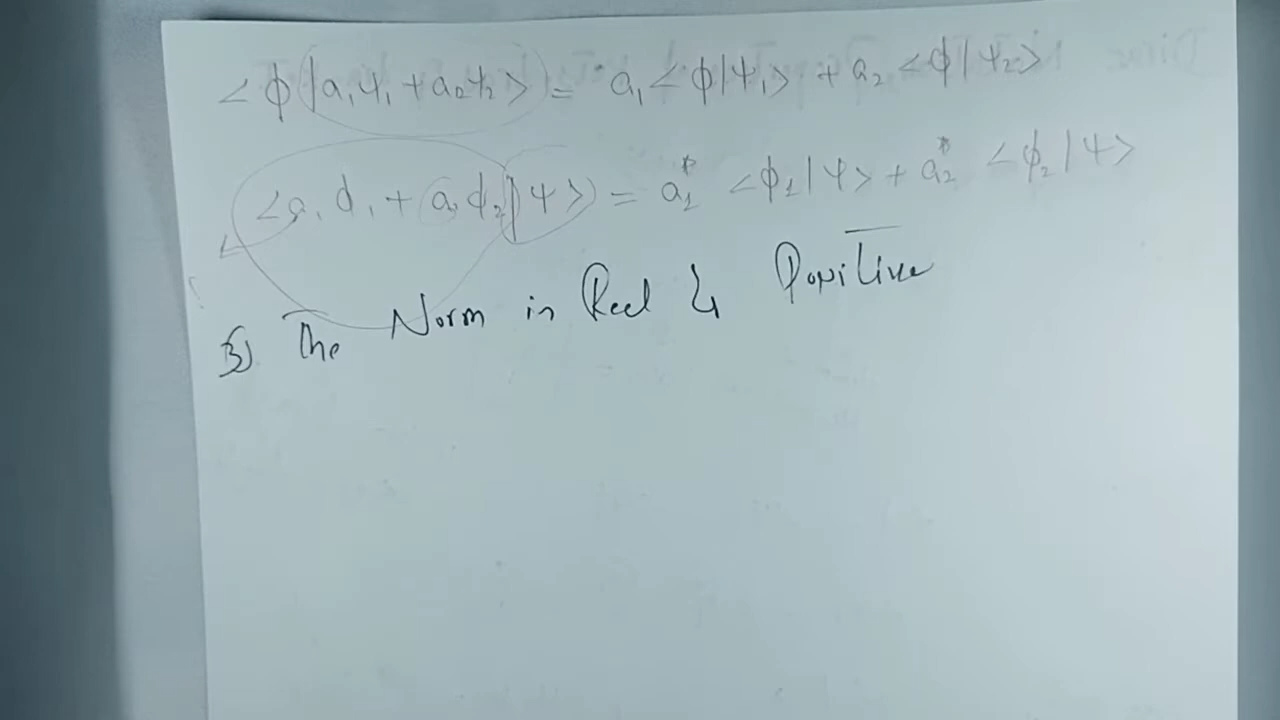 <ϕ|a₁ψ₁ + a₂ψ₂> = a₁<ϕ|ψ₁> + a₂<ϕ|ψ₂>
<a₁ϕ₁ + a₂ϕ₂|ψ> = a₁* <ϕ₁|ψ> + a₂* <ϕ₂|ψ>
3) The Norm is Real & Positive